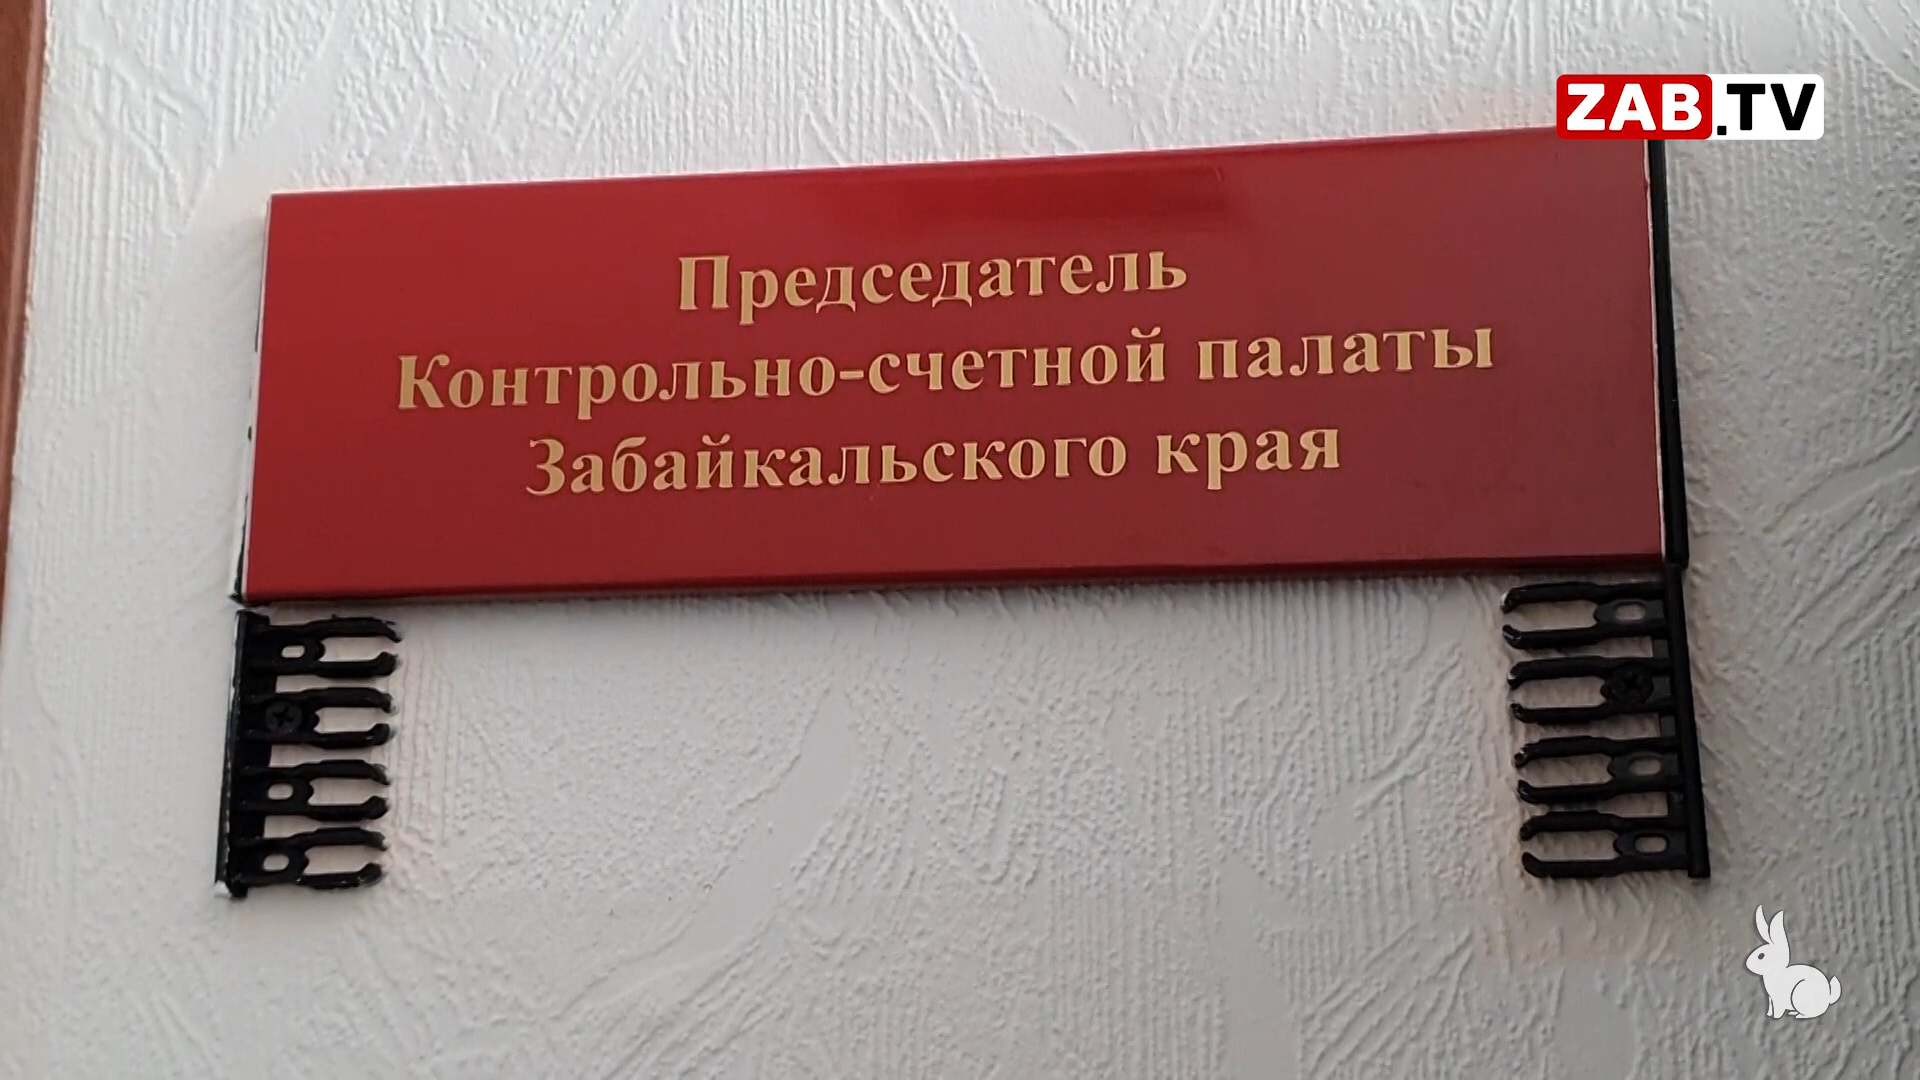 ZAB.TV
Председатель
Контрольно-счетной палаты
Забайкальского края